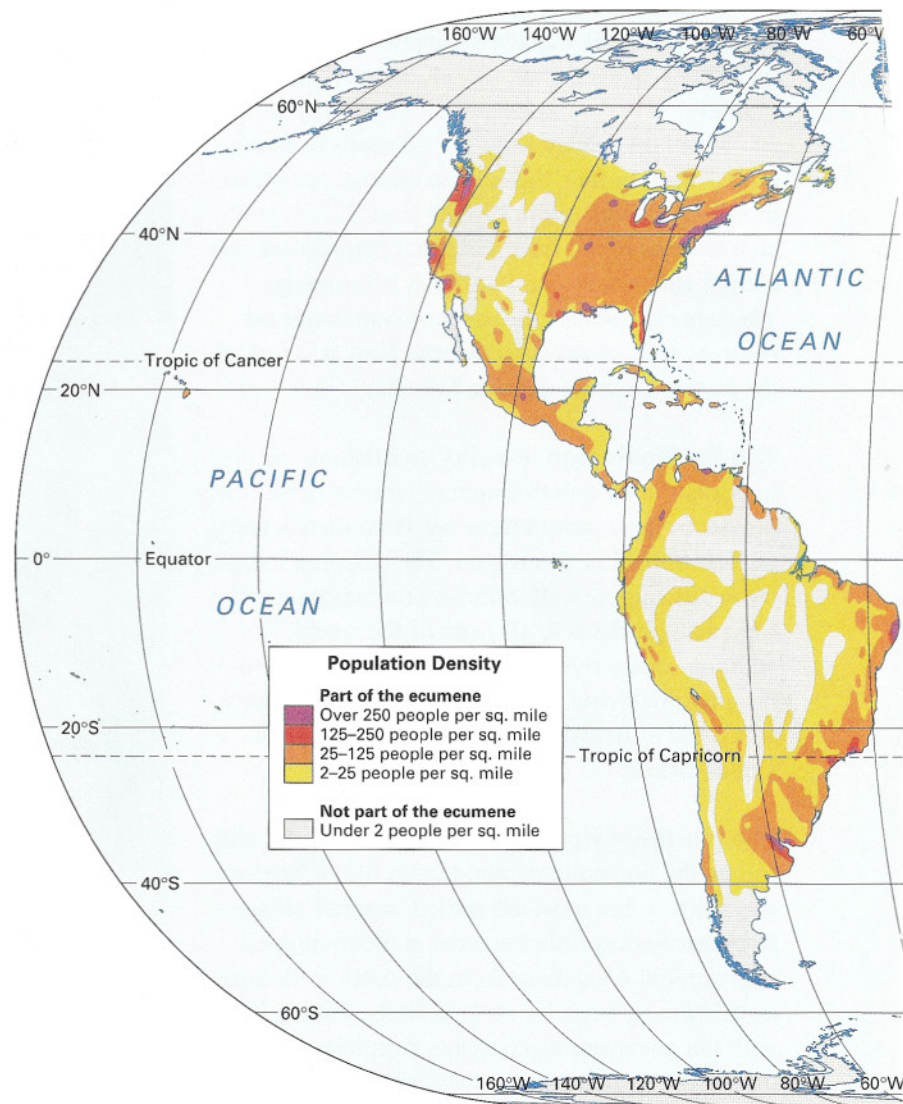 160°W 140°W 120°W 100°W 80°W 60°W
60°N
40°N
ATLANTIC
OCEAN
Tropic of Cancer
20°N
PACIFIC
0° Equator
OCEAN
Population Density
Part of the ecumene
Over 250 people per sq. mile
125–250 people per sq. mile
25–125 people per sq. mile
2–25 people per sq. mile
Not part of the ecumene
Under 2 people per sq. mile
20°S
Tropic of Capricorn
40°S
60°S
160°W 140°W 120°W 100°W 80°W 60°W